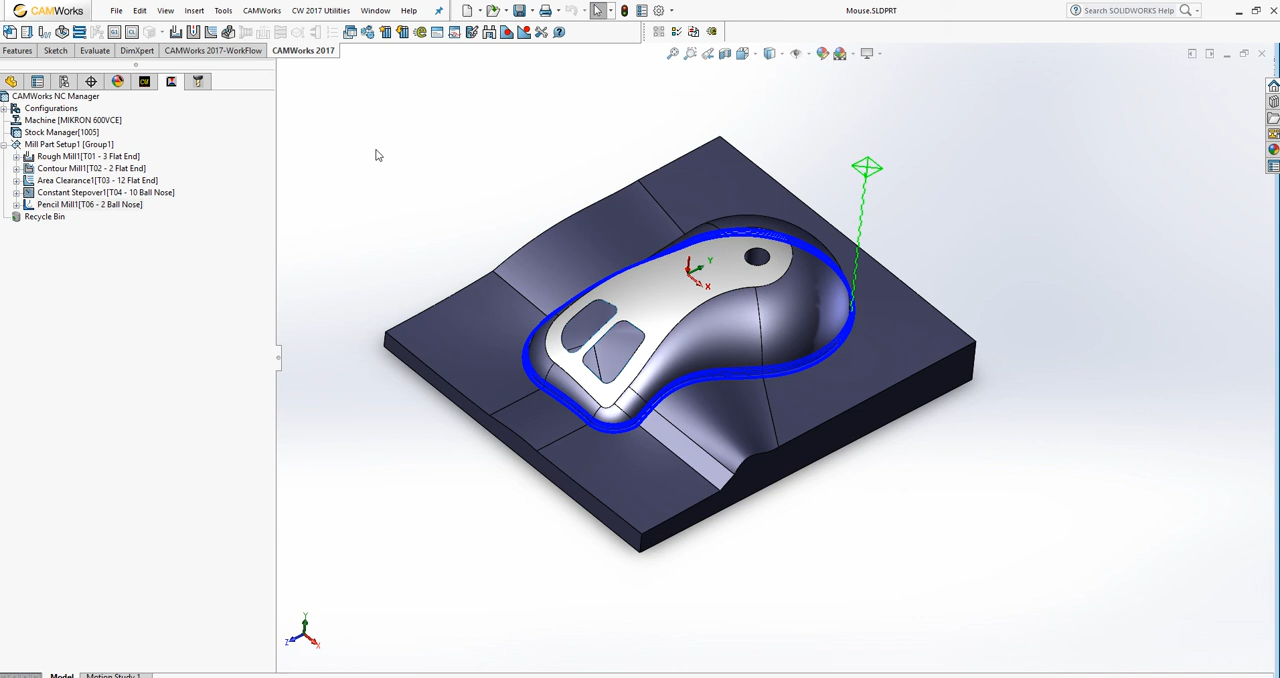 CAMWorks File Edit View Insert Tools CAMWorks CW 2017 Utilities Window Help Mouse.SLDPRT Search SOLIDWORKS Help
Features Sketch Evaluate DimXpert CAMWorks 2017-WorkFlow CAMWorks 2017
CAMWorks NC Manager
Configurations
Machine [MIKRON 600VCE]
Stock Manager[1005]
Mill Part Setup1 [Group1]
Rough Mill1[T01 - 3 Flat End]
Contour Mill1[T02 - 2 Flat End]
Area Clearance1[T03 - 12 Flat End]
Constant Stepover1[T04 - 10 Ball Nose]
Pencil Mill1[T06 - 2 Ball Nose]
Recycle Bin
Y
X
Y
Z
X
Model Motion Study 1